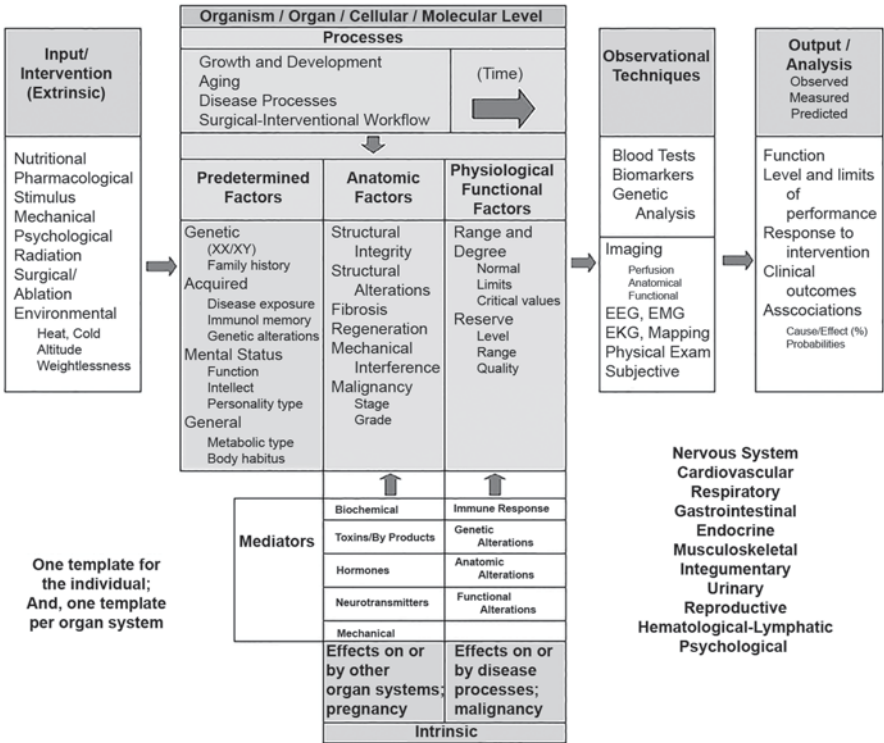 Input/
Intervention
(Extrinsic)
Nutritional
Pharmacological
Stimulus
Mechanical
Psychological
Radiation
Surgical/
Ablation
Environmental
Heat, Cold
Altitude
Weightlessness
Organism / Organ / Cellular / Molecular Level
Processes
Growth and Development
Aging
Disease Processes
Surgical-Interventional Workflow
(Time)
Predetermined
Factors
Genetic
(XX/XY)
Family history
Acquired
Disease exposure
Immunol memory
Genetic alterations
Mental Status
Function
Intellect
Personality type
General
Metabolic type
Body habitus
Anatomic
Factors
Structural
Integrity
Structural
Alterations
Fibrosis
Regeneration
Mechanical
Interference
Malignancy
Stage
Grade
Physiological
Functional
Factors
Range and
Degree
Normal
Limits
Critical values
Reserve
Level
Range
Quality
Observational
Techniques
Blood Tests
Biomarkers
Genetic
Analysis
Imaging
Perfusion
Anatomical
Functional
EEG, EMG
EKG, Mapping
Physical Exam
Subjective
Output /
Analysis
Observed
Measured
Predicted
Function
Level and limits
of
performance
Response to
intervention
Clinical
outcomes
Asscociations
Cause/Effect (%)
Probabilities
Mediators
Biochemical
Toxins/By Products
Hormones
Neurotransmitters
Mechanical
Immune Response
Genetic
Alterations
Anatomic
Alterations
Functional
Alterations
Effects on or
by other
organ systems;
pregnancy
Effects on or
by disease
processes;
malignancy
Intrinsic
One template for
the individual;
And, one template
per organ system
Nervous System
Cardiovascular
Respiratory
Gastrointestinal
Endocrine
Musculoskeletal
Integumentary
Urinary
Reproductive
Hematological-Lymphatic
Psychological